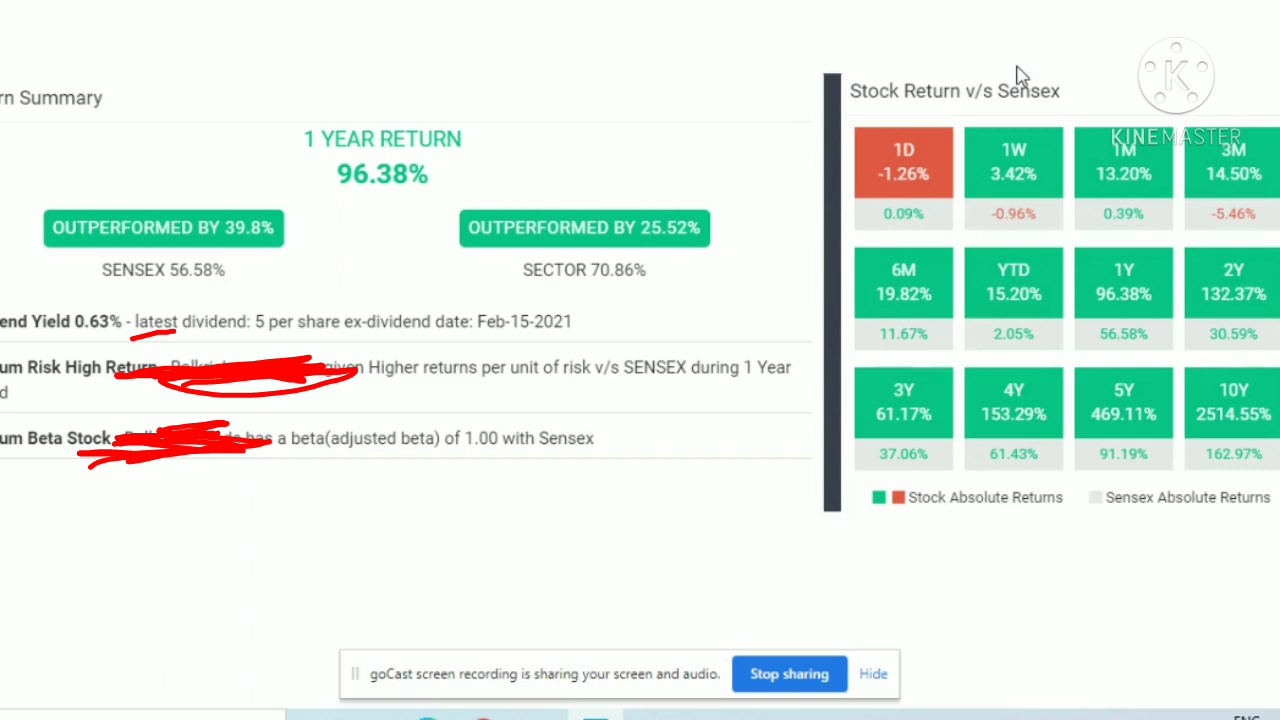 rn Summary
1 YEAR RETURN
96.38%
OUTPERFORMED BY 39.8%
OUTPERFORMED BY 25.52%
SENSEX 56.58%
SECTOR 70.86%
end Yield 0.63% - latest dividend: 5 per share ex-dividend date: Feb-15-2021
um Risk High Return - given Higher returns per unit of risk v/s SENSEX during 1 Year
d
um Beta Stock has a beta(adjusted beta) of 1.00 with Sensex
Stock Return v/s Sensex
KINEMASTER
1D 1W 1M 3M
-1.26% 3.42% 13.20% 14.50%
0.09% -0.96% 0.39% -5.46%
6M YTD 1Y 2Y
19.82% 15.20% 96.38% 132.37%
11.67% 2.05% 56.58% 30.59%
3Y 4Y 5Y 10Y
61.17% 153.29% 469.11% 2514.55%
37.06% 61.43% 91.19% 162.97%
Stock Absolute Returns Sensex Absolute Returns
goCast screen recording is sharing your screen and audio. Stop sharing Hide
ENG